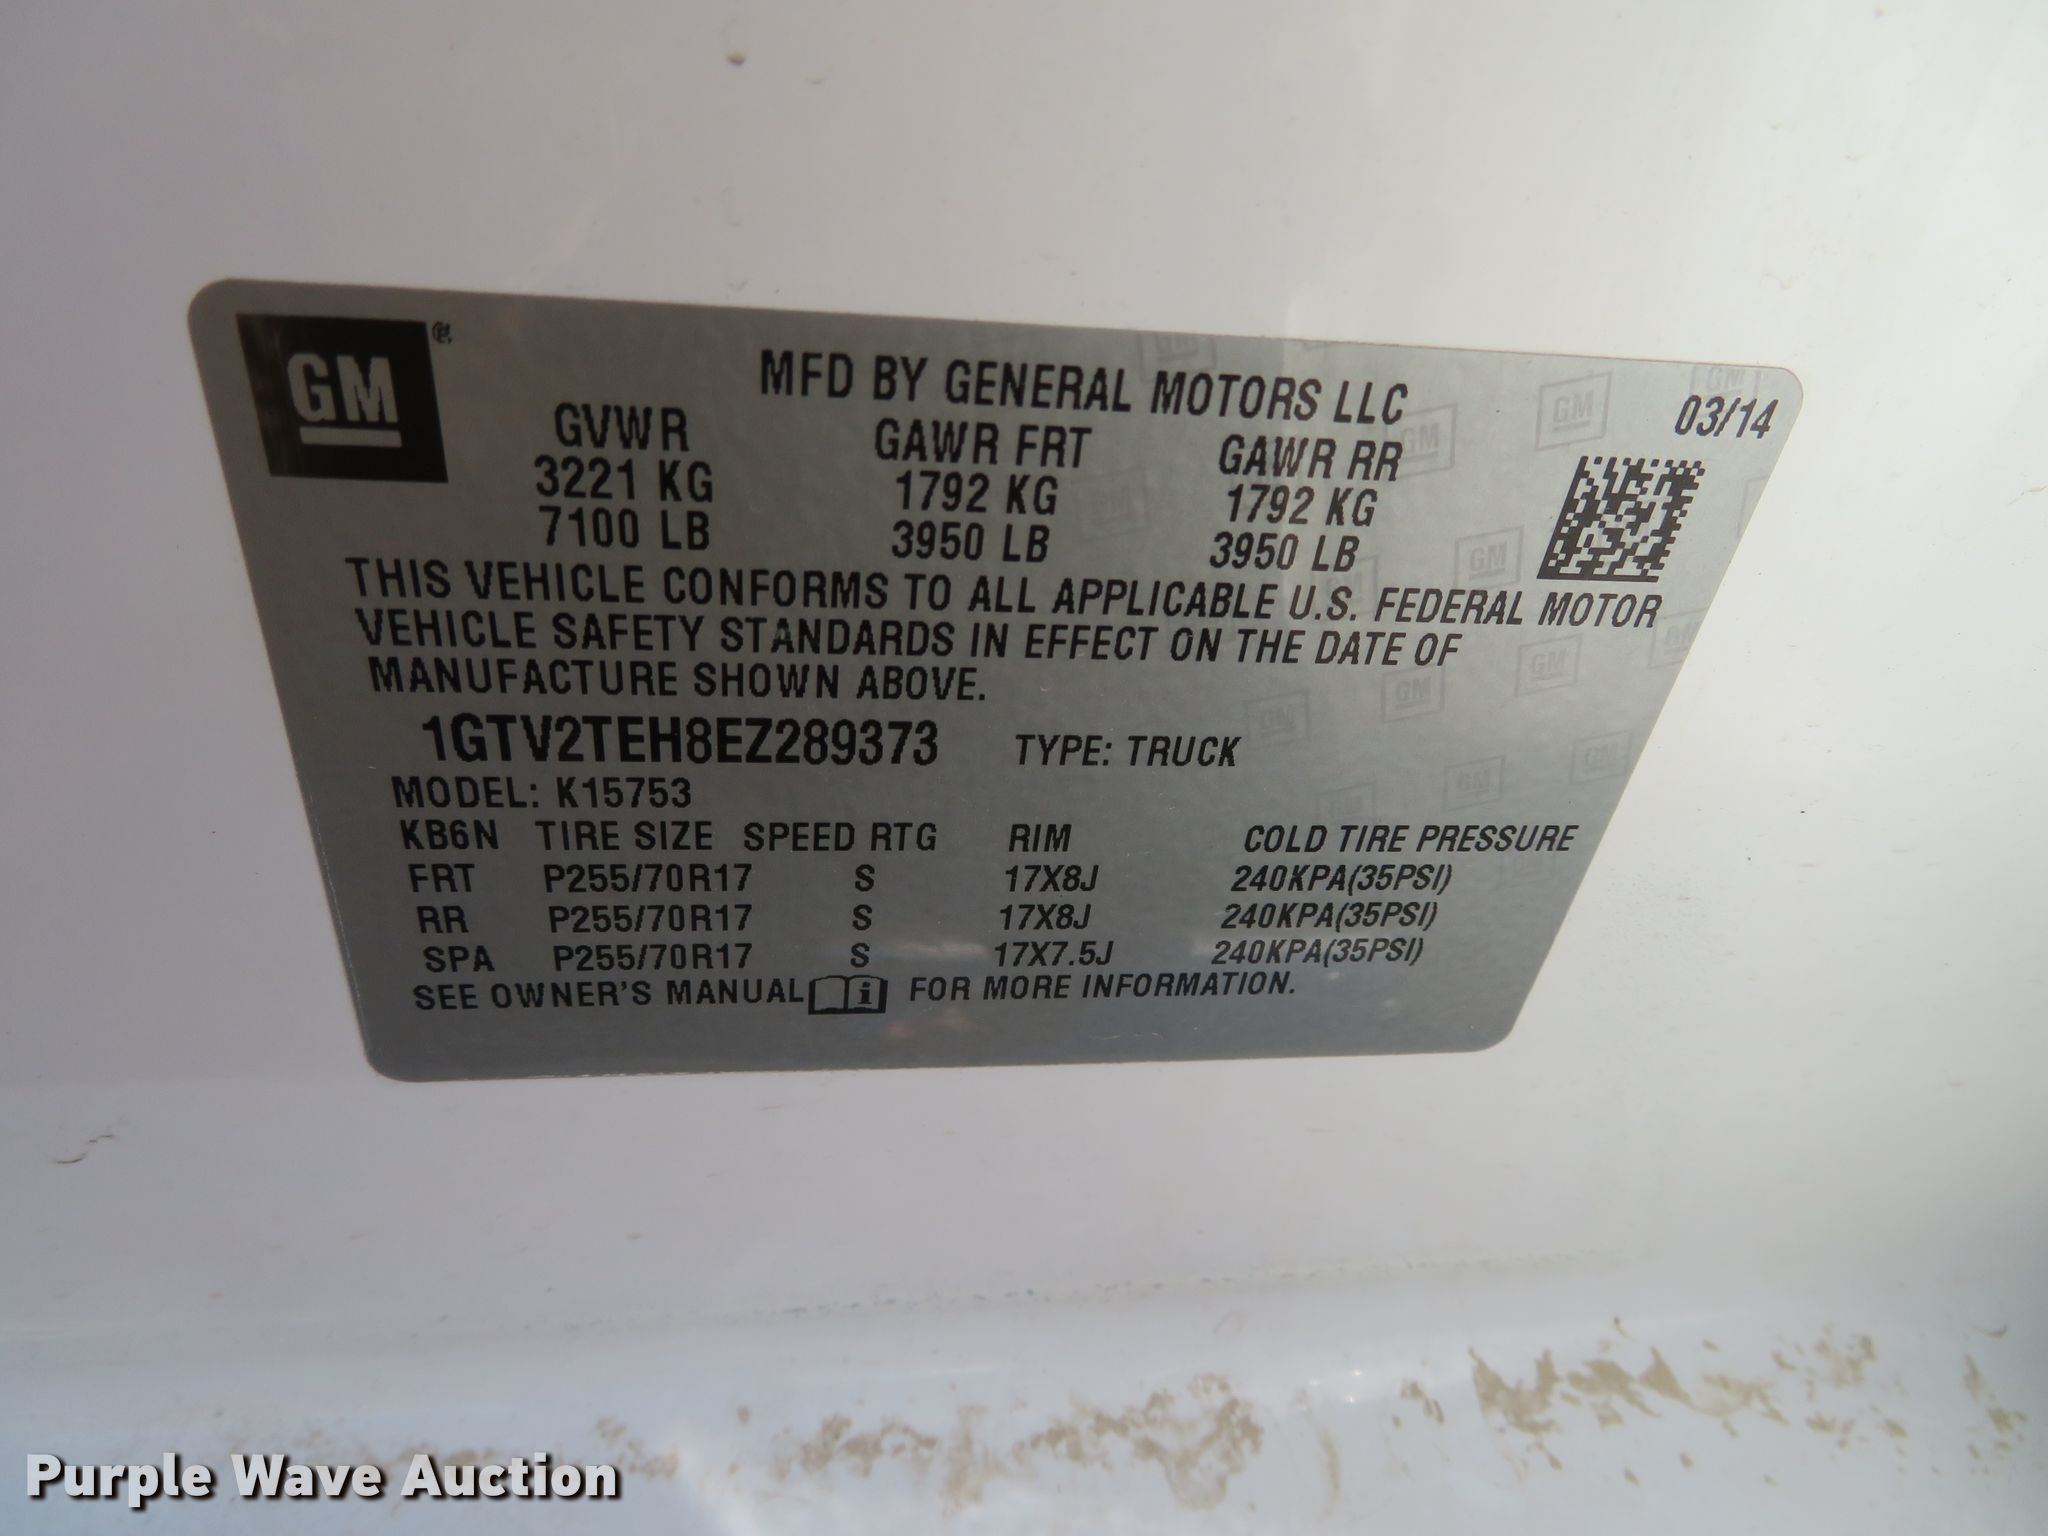 GM
MFD BY GENERAL MOTORS LLC
03/14
GVWR GAWR FRT GAWR RR
3221 KG 1792 KG 1792 KG
7100 LB 3950 LB 3950 LB
THIS VEHICLE CONFORMS TO ALL APPLICABLE U.S. FEDERAL MOTOR
VEHICLE SAFETY STANDARDS IN EFFECT ON THE DATE OF
MANUFACTURE SHOWN ABOVE.
1GTV2TEH8EZ289373 TYPE: TRUCK
MODEL: K15753
KB6N TIRE SIZE SPEED RTG RIM COLD TIRE PRESSURE
FRT P255/70R17 S 17X8J 240KPA(35PSI)
RR P255/70R17 S 17X8J 240KPA(35PSI)
SPA P255/70R17 S 17X7.5J 240KPA(35PSI)
SEE OWNER'S MANUAL FOR MORE INFORMATION.
Purple Wave Auction